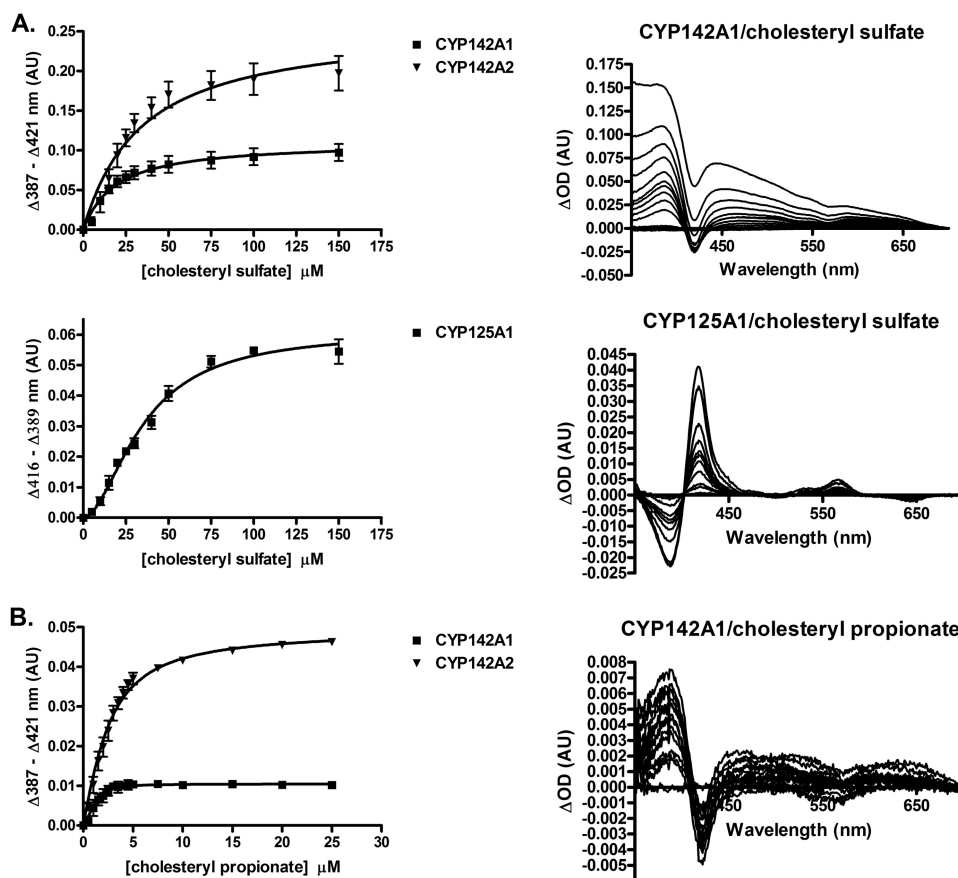 A.
Δ387 - Δ421 nm (AU)
0.25
0.20
0.15
0.10
0.05
0.00
0 25 50 75 100 125 150 175
[cholesteryl sulfate] μM
CYP142A1
CYP142A2
CYP142A1/cholesteryl sulfate
ΔOD (AU)
0.175
0.150
0.125
0.100
0.075
0.050
0.025
0.000
-0.025
-0.050
450 550 650
Wavelength (nm)
Δ416 - Δ389 nm (AU)
0.06
0.05
0.04
0.03
0.02
0.01
0.00
0 25 50 75 100 125 150 175
[cholesteryl sulfate] μM
CYP125A1
CYP125A1/cholesteryl sulfate
ΔOD (AU)
0.045
0.040
0.035
0.030
0.025
0.020
0.015
0.010
0.005
0.000
-0.005
-0.010
-0.015
-0.020
-0.025
450 550 650
Wavelength (nm)
B.
Δ387 - Δ421 nm (AU)
0.05
0.04
0.03
0.02
0.01
0.00
0 5 10 15 20 25 30
[cholesteryl propionate] μM
CYP142A1
CYP142A2
CYP142A1/cholesteryl propionate
ΔOD (AU)
0.008
0.007
0.006
0.005
0.004
0.003
0.002
0.001
0.000
-0.001
-0.002
-0.003
-0.004
0.005
450 550 650
Wavelength (nm)